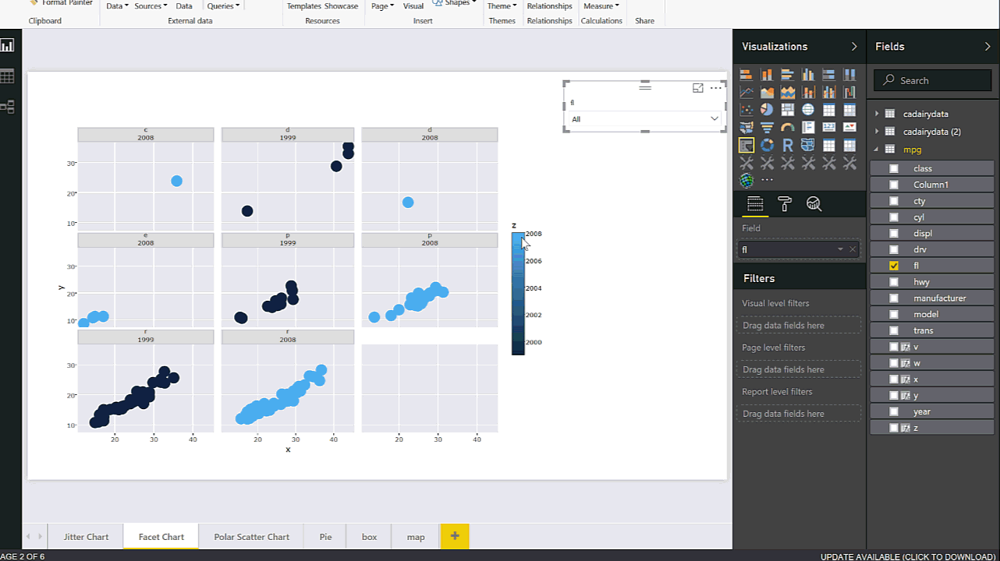 Format Painter
Data
Sources
Data
Queries
Templates Showcase
Page
Visual
Shapes
Theme
Relationships
Measure
Clipboard
External data
Resources
Insert
Themes
Relationships
Calculations
Share
Visualizations
Fields
Search
fl
All
c
2008
d
1999
d
2008
30
20
10
e
2008
p
1999
p
2008
30
20
10
y
r
1999
r
2008
30
20
10
20 30 40
20 30 40
20 30 40
x
z
2008
2006
2004
2002
2000
Field
fl
Filters
Visual level filters
Drag data fields here
Page level filters
Drag data fields here
Report level filters
Drag data fields here
cadairydata
cadairydata (2)
mpg
class
Column1
cty
cyl
displ
drv
fl
hwy
manufacturer
model
trans
v
w
x
y
year
z
Jitter Chart
Facet Chart
Polar Scatter Chart
Pie
box
map
AGE 2 OF 6
UPDATE AVAILABLE (CLICK TO DOWNLOAD)